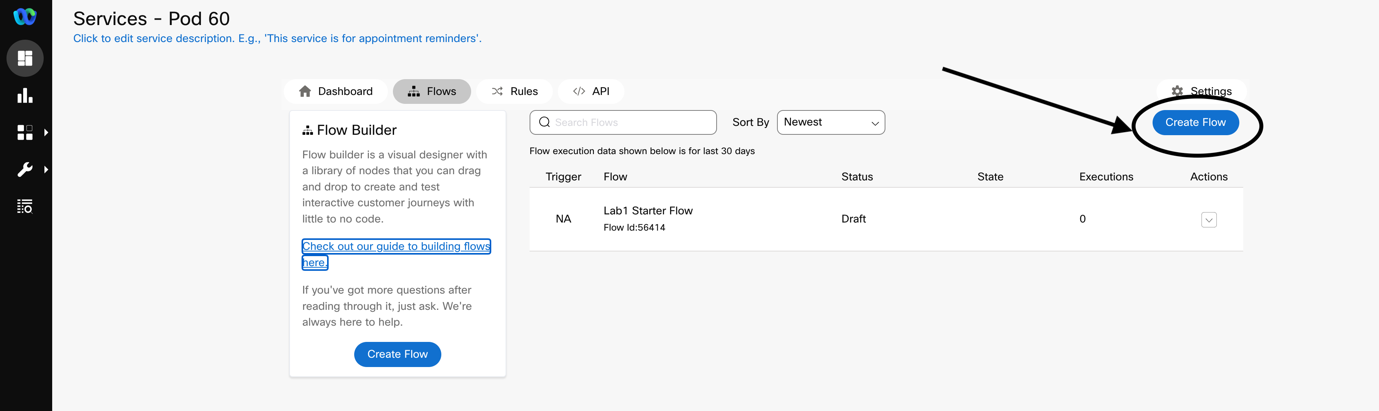 Services - Pod 60
Click to edit service description. E.g., 'This service is for appointment reminders'.
Dashboard
Flows
Rules
</> API
Settings
Flow Builder
Flow builder is a visual designer with
a library of nodes that you can drag
and drop to create and test
interactive customer journeys with
little to no code.
Check out our guide to building flows
here.
If you've got more questions after
reading through it, just ask. We're
always here to help.
Create Flow
Search Flows
Sort By
Newest
Create Flow
Flow execution data shown below is for last 30 days
Trigger Flow Status State Executions Actions
NA Lab1 Starter Flow Draft 0
Flow Id:56414